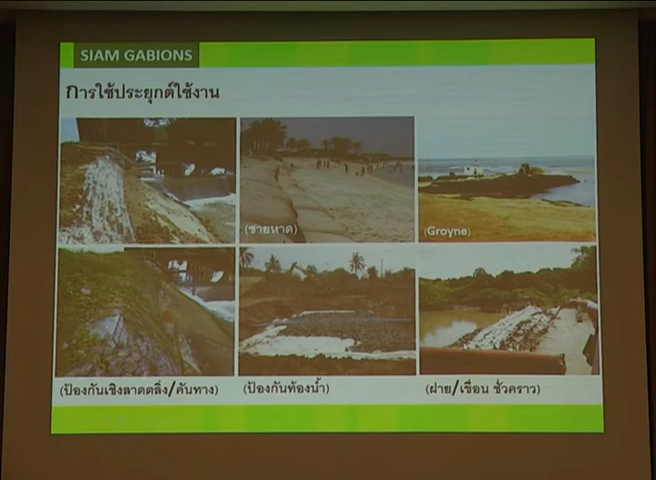 SIAM GABIONS
การใช้ประยุกต์ใช้งาน
(ชายหาด)
(Groyne)
(ป้องกันเชิงลาดตลิ่ง/คันทาง)
(ป้องกันท้องน้ำ)
(ฝาย/เขื่อน ชั่วคราว)